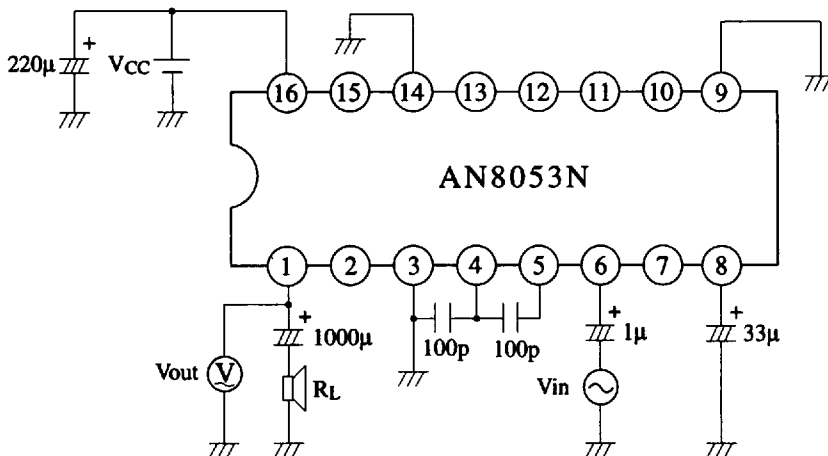 +
220μ
VCC
16 15 14 13 12 11 10 9
AN8053N
1 2 3 4 5 6 7 8
+ + +
1000μ 100p 100p 1μ 33μ
Vout V RL Vin